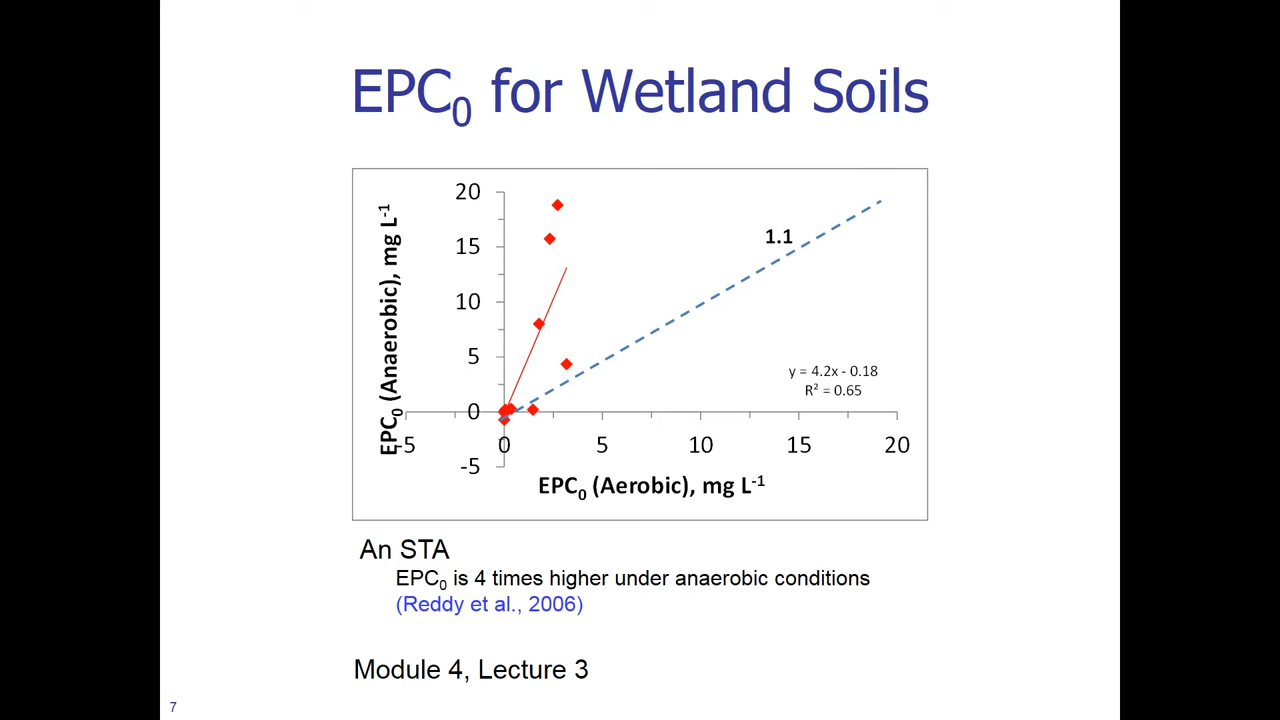 EPC0 for Wetland Soils
EPC0 (Anaerobic), mg L-1
20
15
10
5
0
-5
-5 0 5 10 15 20
1.1
y = 4.2x - 0.18
R² = 0.65
EPC0 (Aerobic), mg L-1
An STA
EPC0 is 4 times higher under anaerobic conditions
(Reddy et al., 2006)
Module 4, Lecture 3
7